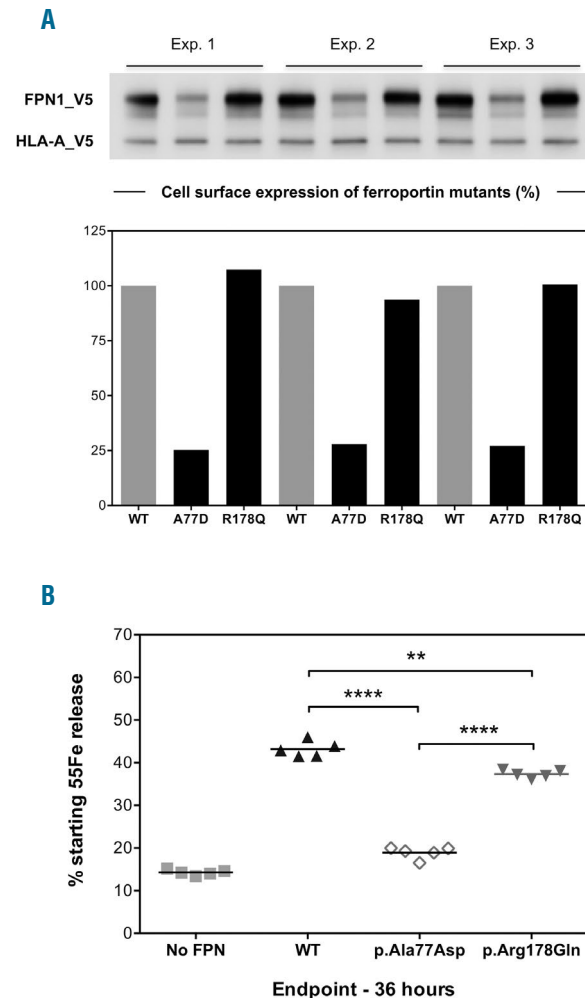 A
Exp. 1 Exp. 2 Exp. 3
FPN1_V5
HLA-A_V5
Cell surface expression of ferroportin mutants (%)
125
100
75
50
25
0
WT A77D R178Q WT A77D R178Q WT A77D R178Q
B
% starting 55Fe release
70
60
50
40
30
20
10
0
**
****
****
No FPN WT p.Ala77Asp p.Arg178Gln
Endpoint - 36 hours